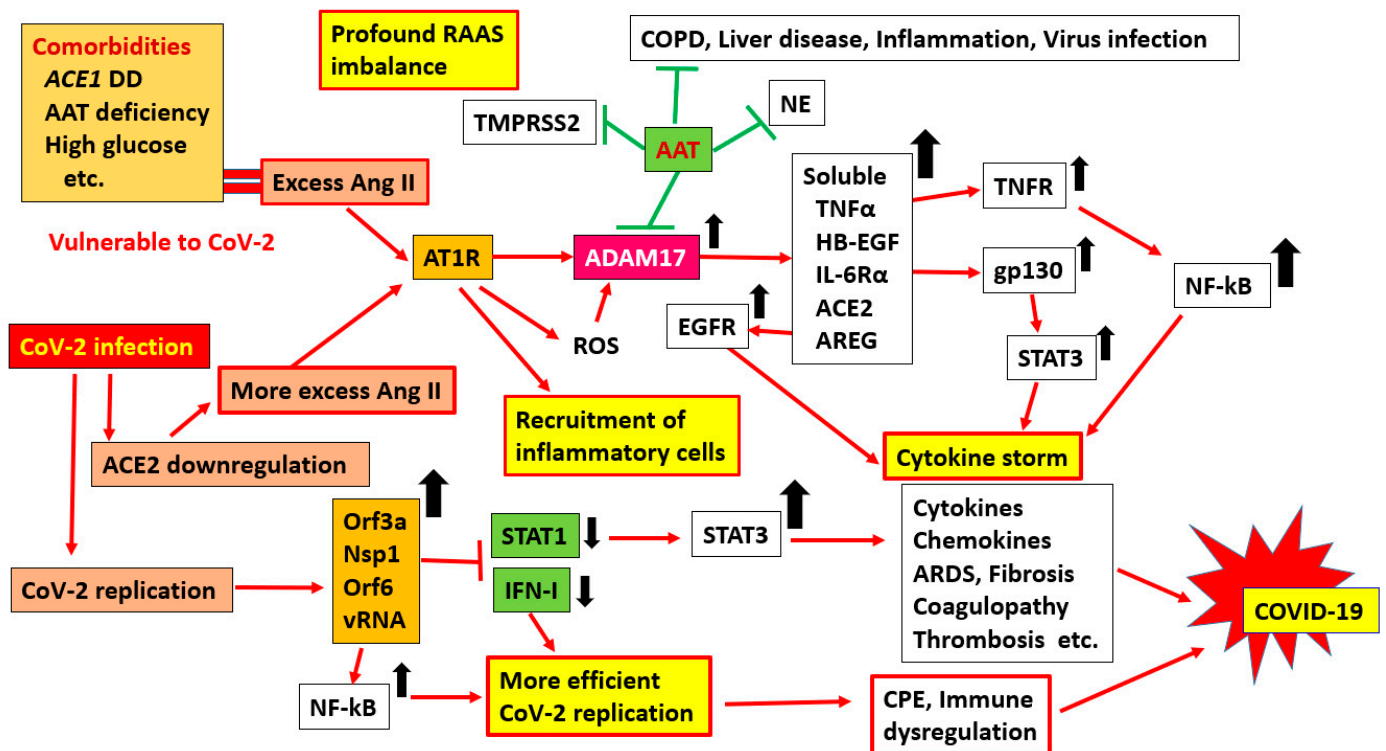 Comorbidities
ACE1 DD
AAT deficiency
High glucose
etc.
Profound RAAS
imbalance
COPD, Liver disease, Inflammation, Virus infection
TMPRSS2
NE
AAT
Excess Ang II
Vulnerable to CoV-2
AT1R
ADAM17
Soluble
TNFα
HB-EGF
IL-6Rα
ACE2
AREG
TNFR
gp130
NF-kB
EGFR
ROS
STAT3
CoV-2 infection
More excess Ang II
ACE2 downregulation
Recruitment of
inflammatory cells
Cytokine storm
Orf3a
Nsp1
Orf6
vRNA
STAT1
IFN-I
STAT3
Cytokines
Chemokines
ARDS, Fibrosis
Coagulopathy
Thrombosis etc.
CoV-2 replication
COVID-19
NF-kB
More efficient
CoV-2 replication
CPE, Immune
dysregulation